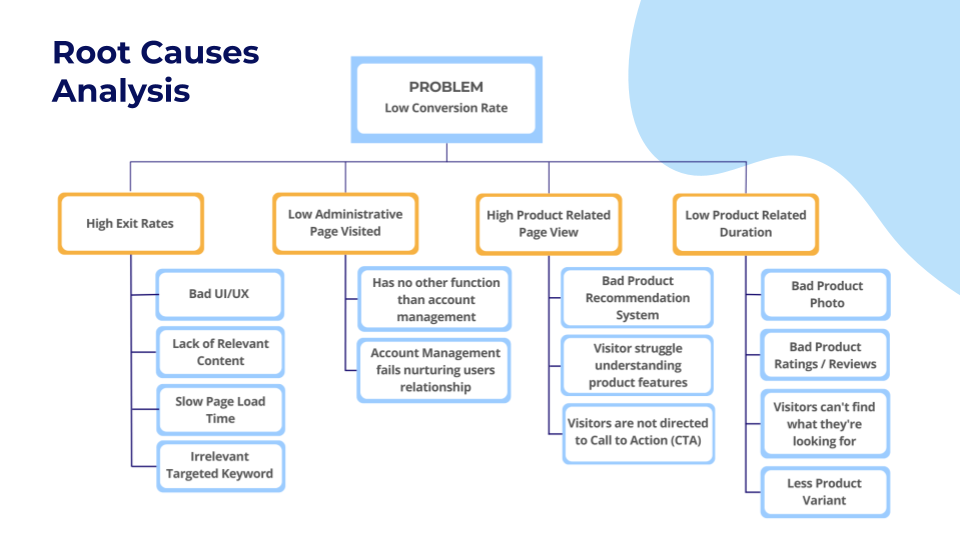 Root Causes
Analysis
PROBLEM
Low Conversion Rate
High Exit Rates
Bad UI/UX
Lack of Relevant
Content
Slow Page Load
Time
Irrelevant
Targeted Keyword
Low Administrative
Page Visited
Has no other function
than account
management
Account Management
fails nurturing users
relationship
High Product Related
Page View
Bad Product
Recommendation
System
Visitor struggle
understanding
product features
Visitors are not directed
to Call to Action (CTA)
Low Product Related
Duration
Bad Product
Photo
Bad Product
Ratings / Reviews
Visitors can't find
what they're
looking for
Less Product
Variant